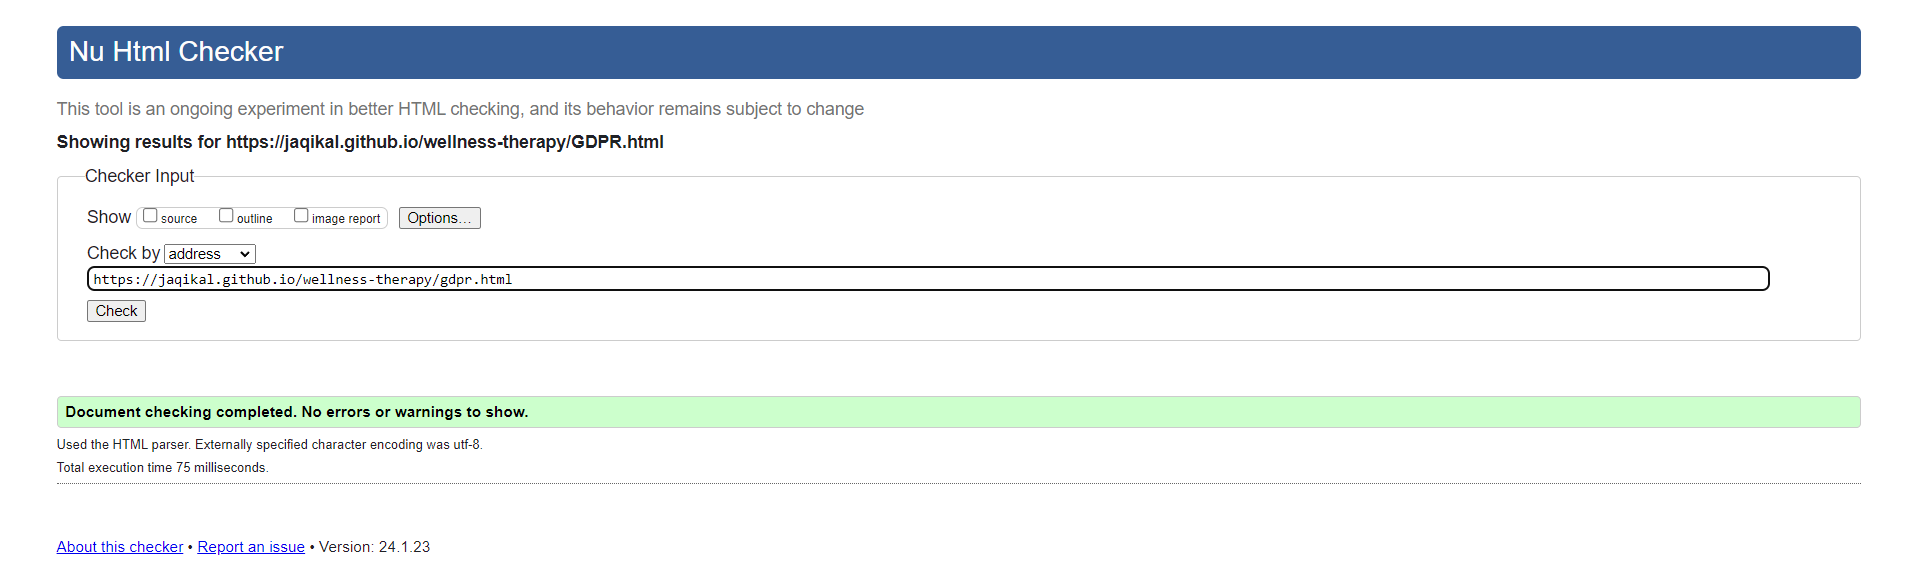 Nu Html Checker
This tool is an ongoing experiment in better HTML checking, and its behavior remains subject to change
Showing results for https://jaqikal.github.io/wellness-therapy/GDPR.html
Checker Input
Show source outline image report Options...
Check by address
https://jaqikal.github.io/wellness-therapy/gdpr.html
Check
Document checking completed. No errors or warnings to show.
Used the HTML parser. Externally specified character encoding was utf-8.
Total execution time 75 milliseconds.
About this checker • Report an issue • Version: 24.1.23